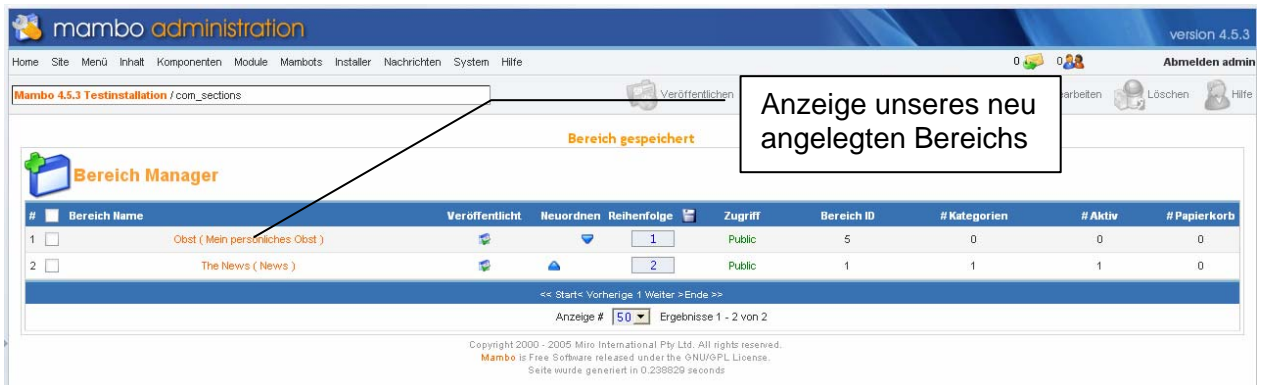 mambo administration
version 4.5.3
Home Site Menü Inhalt Komponenten Module Mambots Installer Nachrichten System Hilfe 0 0 Abmelden admin
Mambo 4.5.3 Testinstallation / com_sections
Veröffentlichen
Löschen Hilfe
Anzeige unseres neu
angelegten Bereichs
Bereich gespeichert
Bereich Manager
# Bereich Name Veröffentlicht Neuordnen Reihenfolge Zugriff Bereich ID # Kategorien # Aktiv # Papierkorb
1 Obst ( Mein persönliches Obst ) 1 Public 5 0 0 0
2 The News ( News ) 2 Public 1 1 1 0
<< Start< Vorherige 1 Weiter >Ende >>
Anzeige # 50 Ergebnisse 1 - 2 von 2
Copyright 2000 - 2005 Miro International Pty Ltd. All rights reserved.
Mambo is Free Software released under the GNU/GPL License.
Seite wurde generiert in 0.238829 seconds